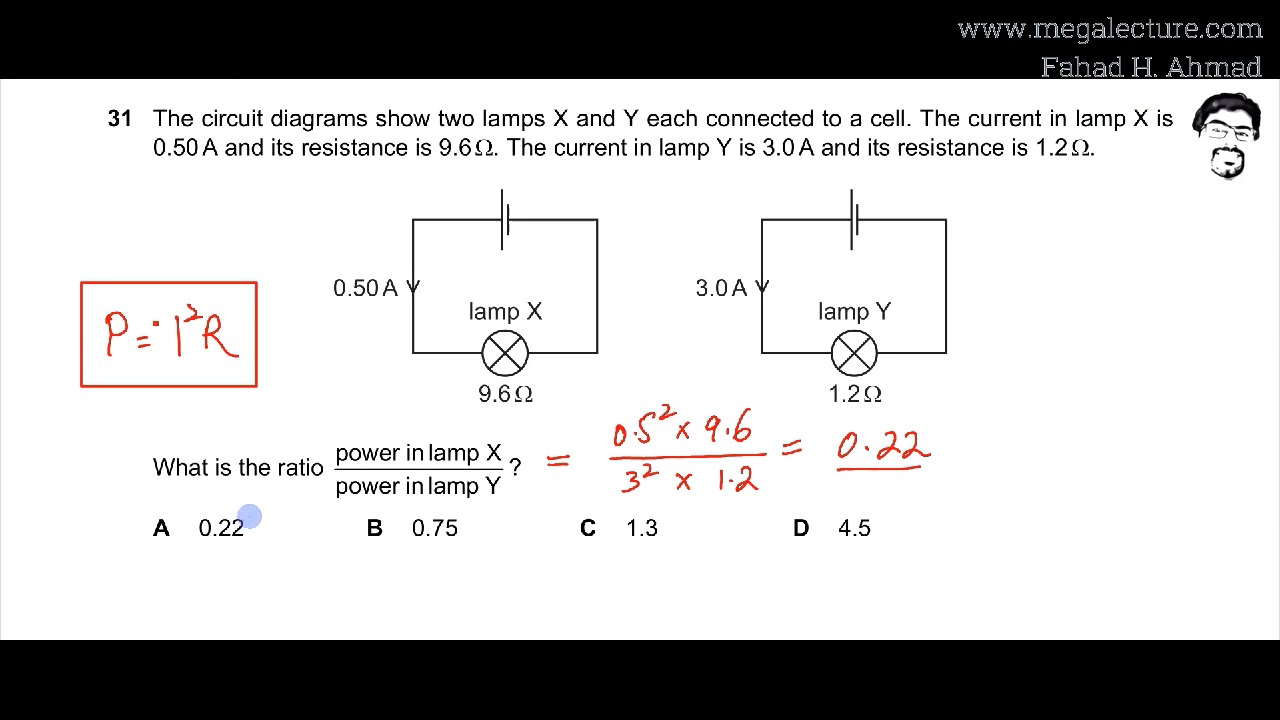 www.megalecture.com
Fahad H. Ahmad
31 The circuit diagrams show two lamps X and Y each connected to a cell. The current in lamp X is
0.50 A and its resistance is 9.6 Ω. The current in lamp Y is 3.0 A and its resistance is 1.2 Ω.
0.50 A
lamp X
9.6 Ω
3.0 A
lamp Y
1.2 Ω
P = I²R
What is the ratio power in lamp X / power in lamp Y ? = 0.5² × 9.6 / 3² × 1.2 = 0.22
A 0.22 B 0.75 C 1.3 D 4.5